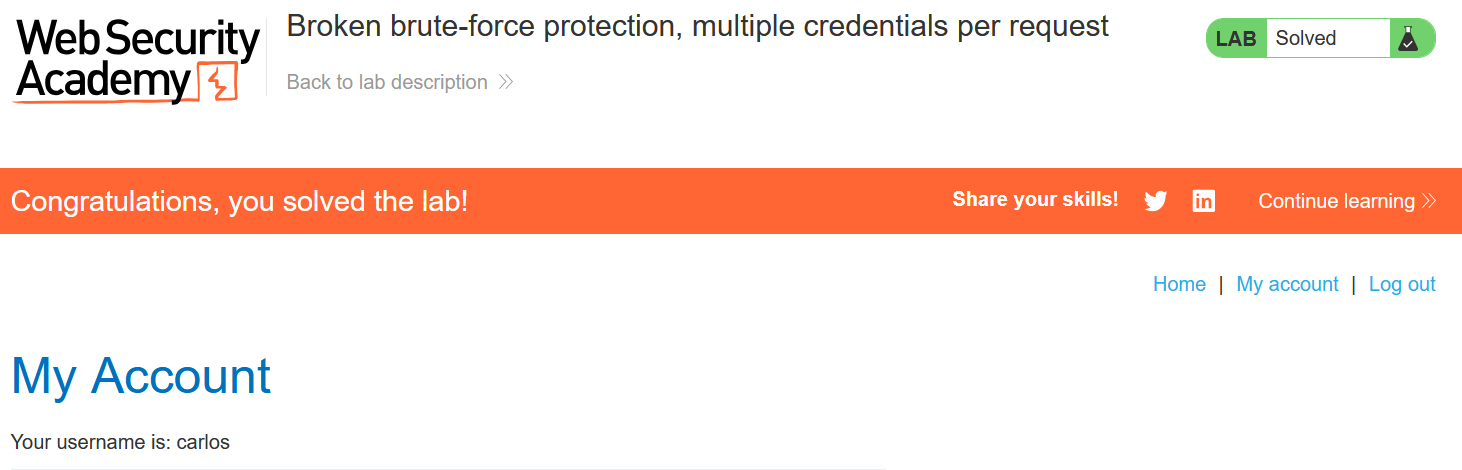 Web Security
Academy
Broken brute-force protection, multiple credentials per request
Back to lab description
LAB Solved
Congratulations, you solved the lab!
Share your skills!
in
Continue learning
Home | My account | Log out
My Account
Your username is: carlos